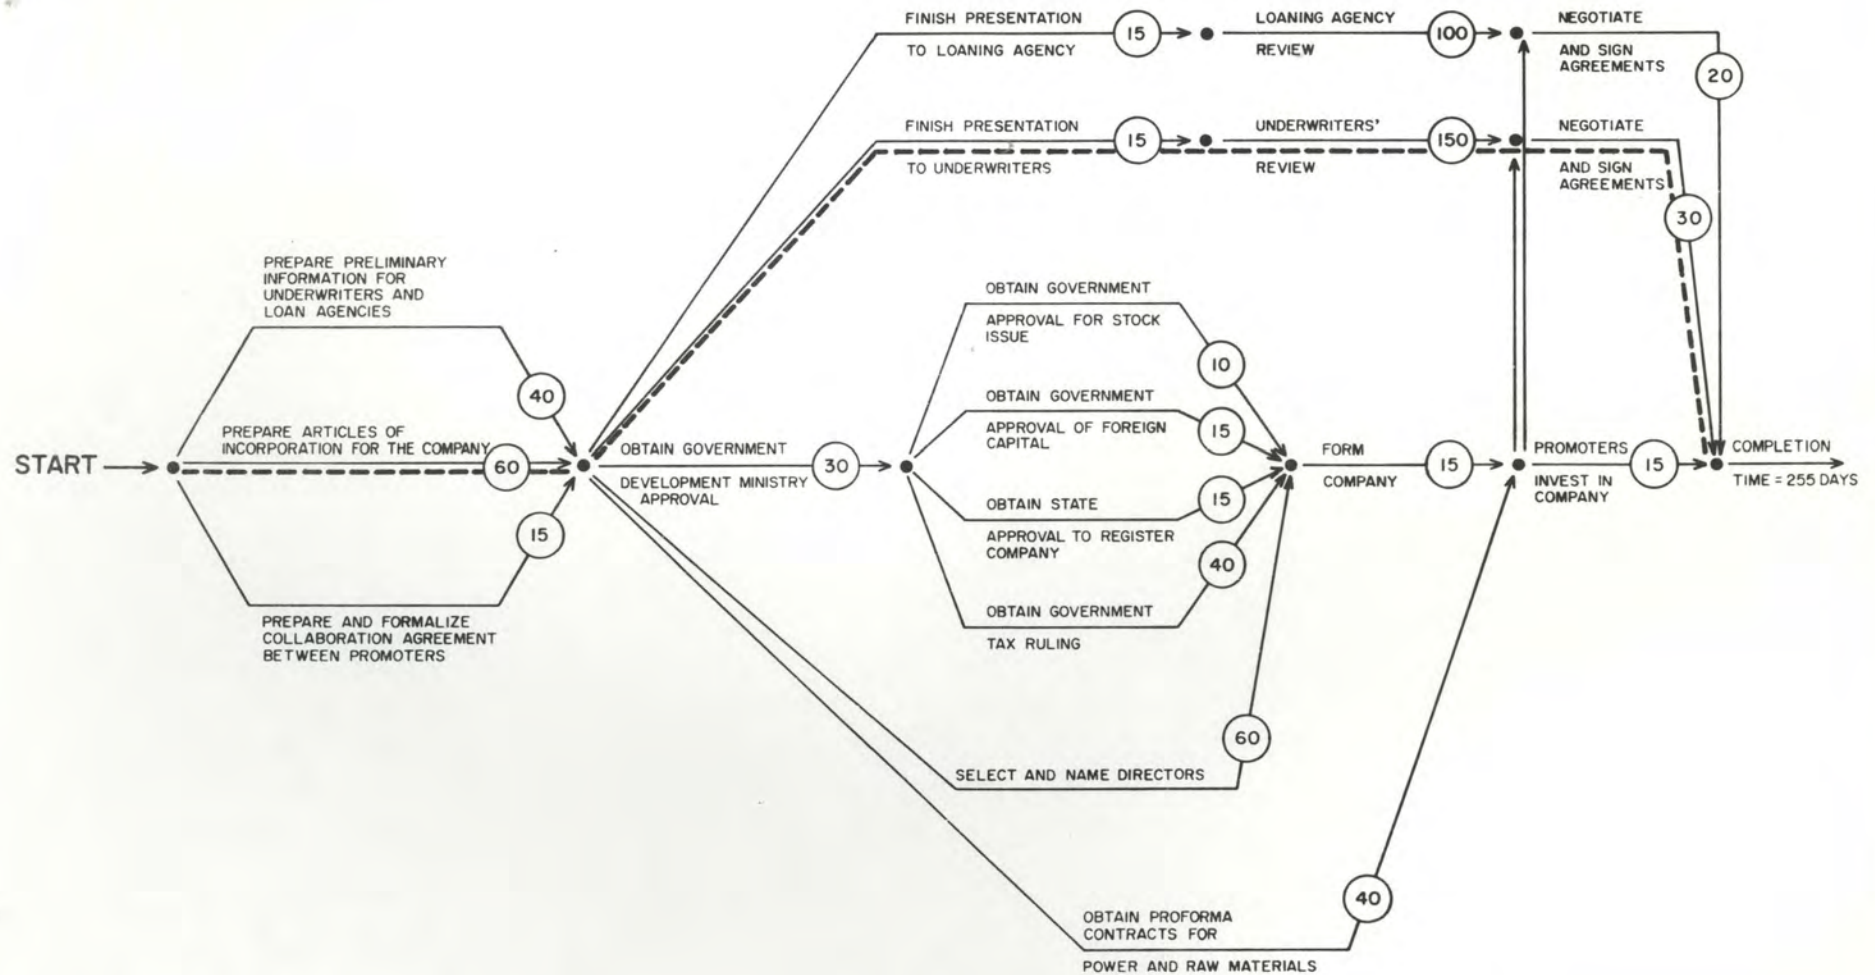 FINISH PRESENTATION
TO LOANING AGENCY
15
LOANING AGENCY
REVIEW
100
NEGOTIATE
AND SIGN
AGREEMENTS
20
FINISH PRESENTATION
TO UNDERWRITERS
15
UNDERWRITERS'
REVIEW
150
NEGOTIATE
AND SIGN
AGREEMENTS
30
PREPARE PRELIMINARY
INFORMATION FOR
UNDERWRITERS AND
LOAN AGENCIES
40
START
PREPARE ARTICLES OF
INCORPORATION FOR THE COMPANY
60
PREPARE AND FORMALIZE
COLLABORATION AGREEMENT
BETWEEN PROMOTERS
15
OBTAIN GOVERNMENT
DEVELOPMENT MINISTRY
APPROVAL
30
OBTAIN GOVERNMENT
APPROVAL FOR STOCK
ISSUE
10
OBTAIN GOVERNMENT
APPROVAL OF FOREIGN
CAPITAL
15
OBTAIN STATE
APPROVAL TO REGISTER
COMPANY
15
OBTAIN GOVERNMENT
TAX RULING
40
SELECT AND NAME DIRECTORS
60
OBTAIN PROFORMA
CONTRACTS FOR
POWER AND RAW MATERIALS
40
FORM
COMPANY
15
PROMOTERS
INVEST IN
COMPANY
15
COMPLETION
TIME = 255 DAYS